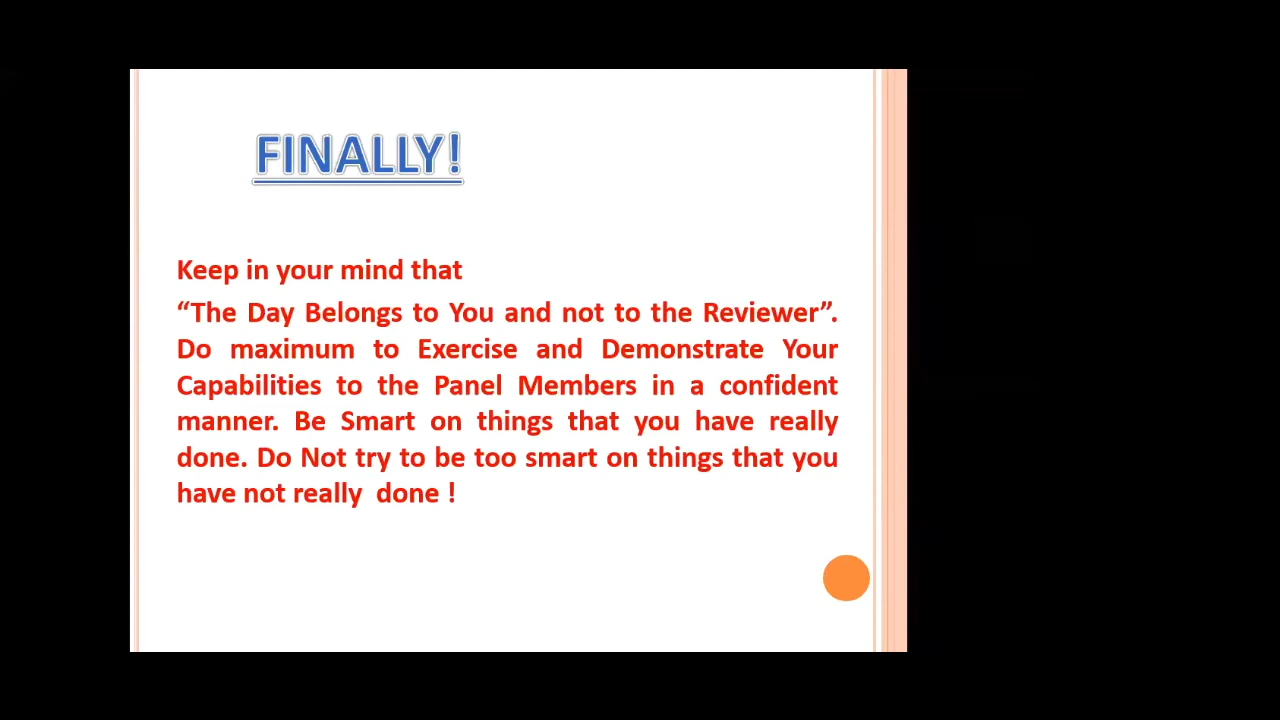 FINALLY!
Keep in your mind that
“The Day Belongs to You and not to the Reviewer”.
Do maximum to Exercise and Demonstrate Your
Capabilities to the Panel Members in a confident
manner. Be Smart on things that you have really
done. Do Not try to be too smart on things that you
have not really  done !